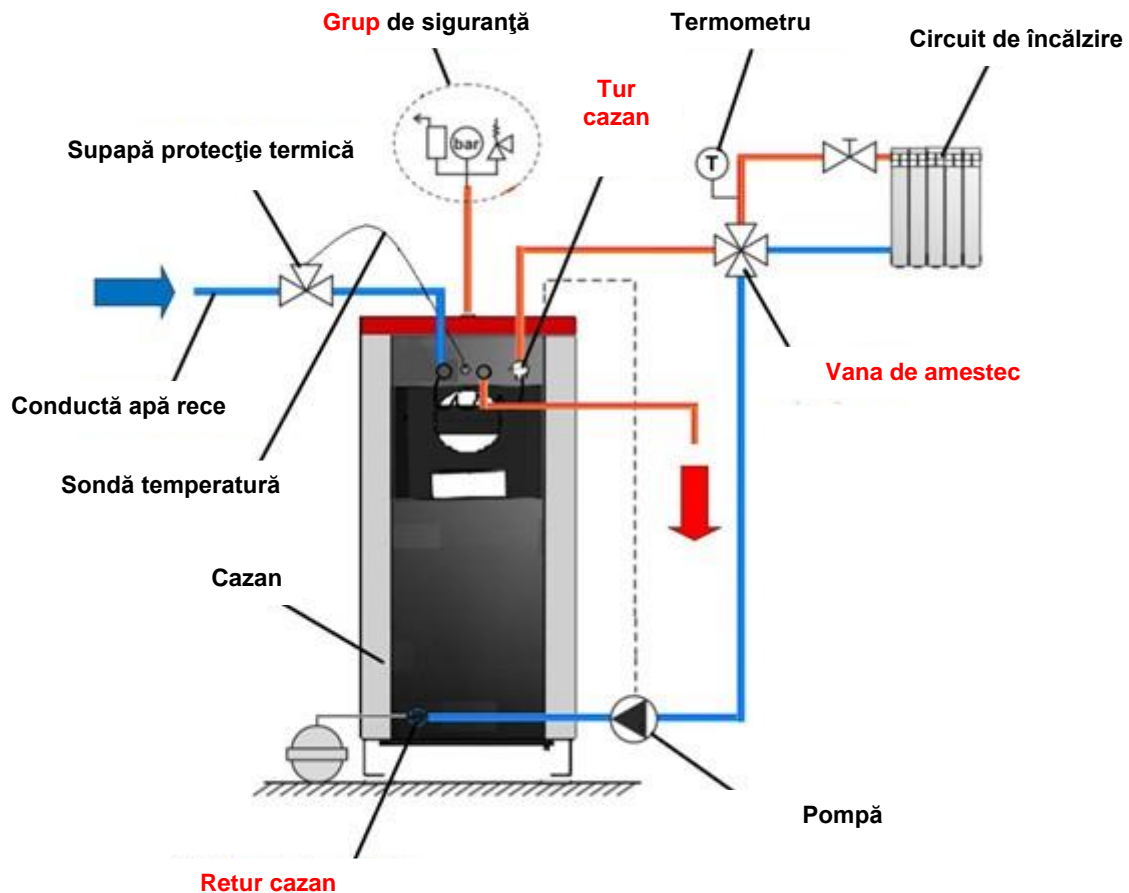 Grup de siguranţă
Termometru
Circuit de încălzire
Tur
cazan
Supapă protecţie termică
bar
T
Vana de amestec
Conductă apă rece
Sondă temperatură
Cazan
Pompă
Retur cazan